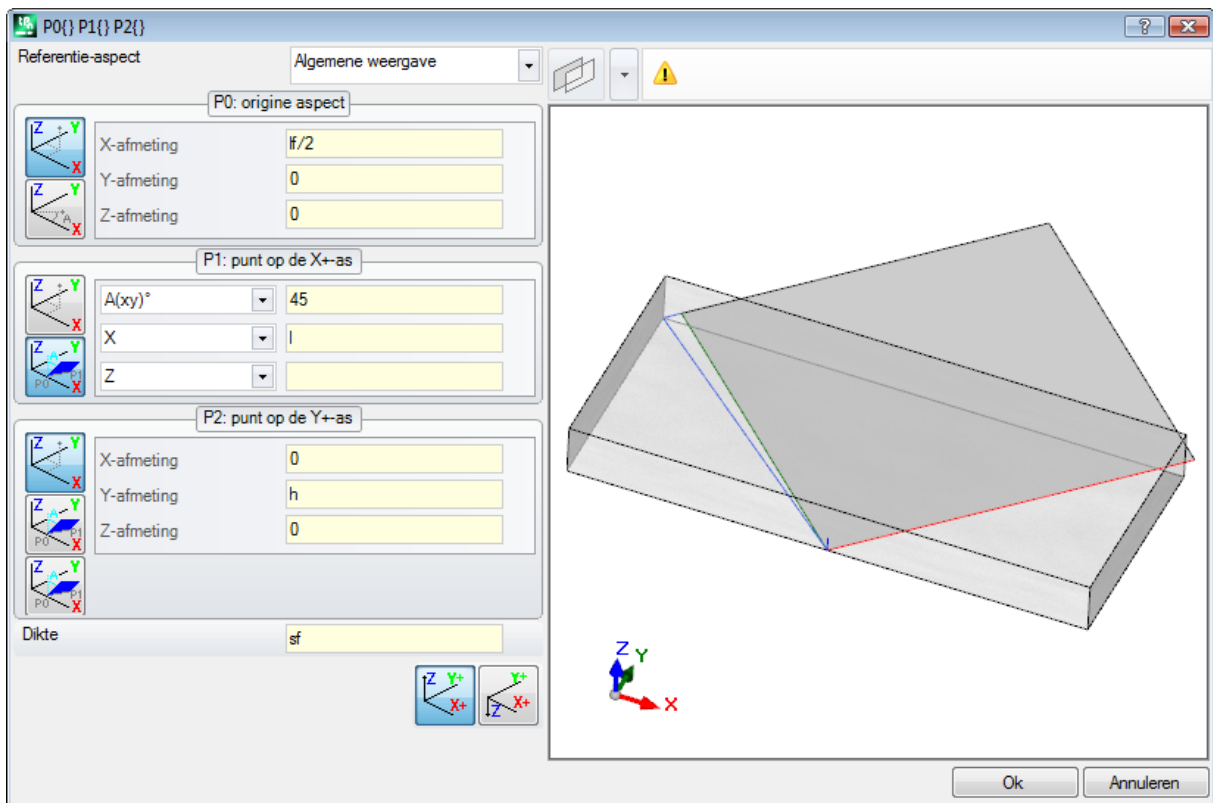 P0{} P1{} P2{}
Referentie-aspect
Algemene weergave
P0: origine aspect
X-afmeting
lf/2
Y-afmeting
0
Z-afmeting
0
P1: punt op de X+-as
A(xy)°
45
X
l
Z
P2: punt op de Y+-as
X-afmeting
0
Y-afmeting
h
Z-afmeting
0
Dikte
sf
Z Y+ X+
Y+ Z X+
Z Y X
Ok
Annuleren